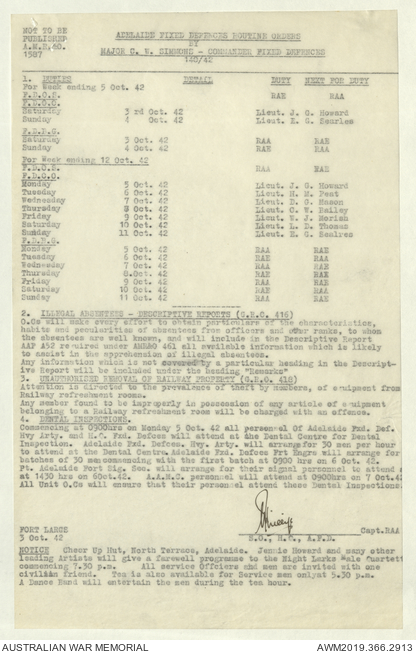 NOT TO BE
PUBLISHED
A.M.R.&O.
1587
ADELAIDE FIXED DEFENCES ROUTINE ORDERS
BY
MAJOR C. W. SIMMONS - COMMANDER FIXED DEFENCES
140/42
1. DUTIES DETAIL DUTY NEXT FOR DUTY
For Week ending 5 Oct. 42
RAE RAA
F.D.O.O.
Saturday 3 rd Oct. 42 Lieut. J. G. Howard
Sunday 4 Oct. 42 Lieut. E. G. Searles
Saturday 3 Oct. 42 RAA RAE
Sunday 4 Oct. 42 RAA RAE
For Week ending 12 Oct. 42
RAA RAE
F.D.O.O.
Monday 5 Oct. 42 Lieut. J. G. Howard
Tuesday 6 Oct. 42 Lieut. H. N. Peat
Wednesday 7 Oct. 42 Lieut. D. G. Mason
Thursday 8 Oct. 42 Lieut. C. W. Bailey
Friday 9 Oct. 42 Lieut. W. J. Morish
Saturday 10 Oct. 42 Lieut. L. D. Thomas
Sunday 11 Oct. 42 Lieut. E. G. Sealres
Monday 5 Oct. 42 RAA RAE
Tuesday 6 Oct. 42 RAA RAE
Wednesday 7 Oct. 42 RAA RAE
Thursday 8.Oct. 42 RAA RAE
Friday 9 Oct. 42 RAA RAE
Saturday 10 Oct. 42 RAA RAE
Sunday 11 Oct. 42 RAA RAE
2. ILLEGAL ABSENTEES - DESCRIPTIVE REPORTS (G.R.O. 416)
O.Cs will make every effort to obtain particulars of the characteristics,
habits and pecularities of absentees from officers and other ranks, to whom
the absentees are well known, and will include in the Descriptive Report
AAF A57 required under AMR&O 461 all available information which is likely
to assist in the apprehension of illegal absentees.
Any information which is not covered by a particular heading in the Descript-
ive Report will be included under the heading "Remarks"
3. UNAUTHORISED REMOVAL OF RAILWAY PROPERTY (G.R.O. 418)
Attention is directed to the prevalence of theft by members, of equipment from
Railway refreshment rooms.
Any member found to be improperly in possession of any article of equipment
belonging to a Railway refreshment room will be charged with an offence.
4. DENTAL INSPECTIONS.
Commencing at 0900hrs on Monday 5 Oct. 42 all personnel Of Adelaide Fxd. Def.
Hvy Arty. and H.Q. Fxd. Defces will attend at the Dental Centre for Dental
Inspection. Adelaide Fxd. Defces, Hvy. Arty. will arrange for 30 men per hour
to attend at the Dental Centre. Adelaide Fxd. Defces Frt Engrs will arrange for
batches of 30 men commencing with the first batch at 0900 hrs on 6 Oct. 42.
Pt. Adelaide Fort Sig. Sec. will arrange for their signal personnel to attend
at 1430 hrs on 6Oct. 42. A.A.M.C. personnel will attend at 0900hrs on 7 Oct. 42
All Unit O.Cs will ensure that their personnel attend these Dental Inspections
Capt.RAA
FORT LARGS
3 Oct. 42
NOTICE Cheer Up Hut, North Terrace, Adelaide. Jennie Howard and many other
leading Artists will give a farewell programme to the Eight Larks Male Quartett
commencing 7.30 p.m. All service Offciers and men are invited with one
civilian friend. Tea is also available for Service men only at 5.30 p.m.
A Dance Band will entertain the men during the tea hour.
AUSTRALIAN WAR MEMORIAL
AWM2019.366.2913